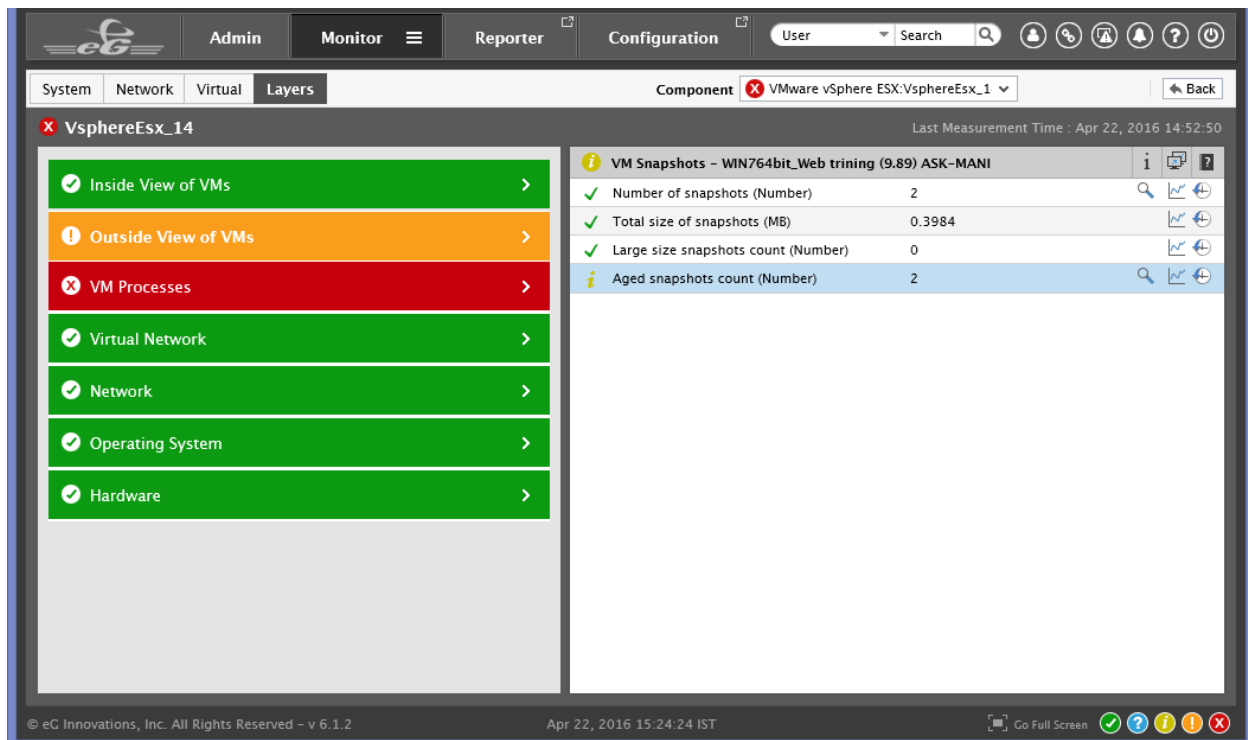 eG
Admin
Monitor
Reporter
Configuration
User
Search
System
Network
Virtual
Layers
Component
VMware vSphere ESX:VsphereEsx_1
Back
VsphereEsx_14
Last Measurement Time : Apr 22, 2016 14:52:50
Inside View of VMs
Outside View of VMs
VM Processes
Virtual Network
Network
Operating System
Hardware
VM Snapshots - WIN764bit_Web trining (9.89) ASK-MANI
Number of snapshots (Number) 2
Total size of snapshots (MB) 0.3984
Large size snapshots count (Number) 0
Aged snapshots count (Number) 2
© eG Innovations, Inc. All Rights Reserved - v 6.1.2
Apr 22, 2016 15:24:24 IST
Go Full Screen